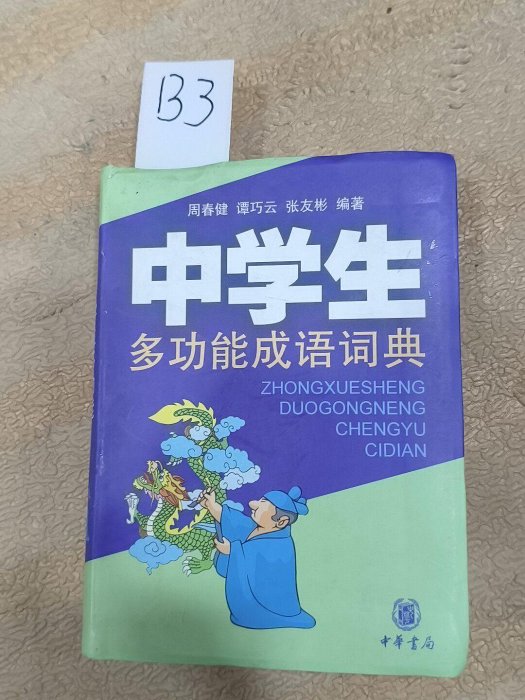 B3
周春健 谭巧云 张友彬 编著
中学生
多功能成语词典
ZHONGXUESHENG
DUOGONGNENG
CHENGYU
CIDIAN
中華書局